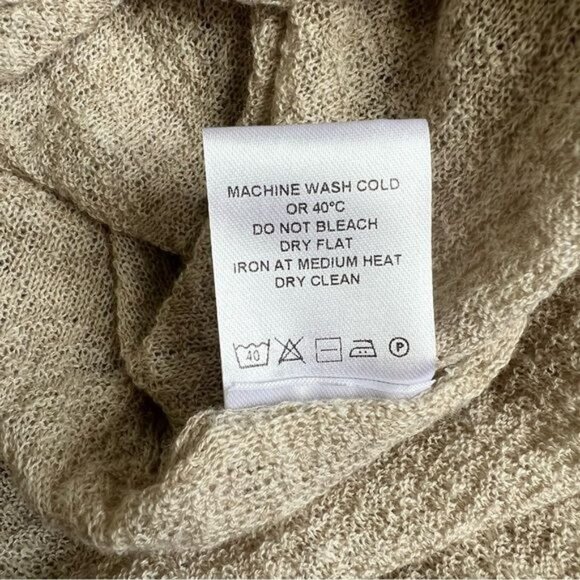 MACHINE WASH COLD
OR 40°C
DO NOT BLEACH
DRY FLAT
IRON AT MEDIUM HEAT
DRY CLEAN
40 P